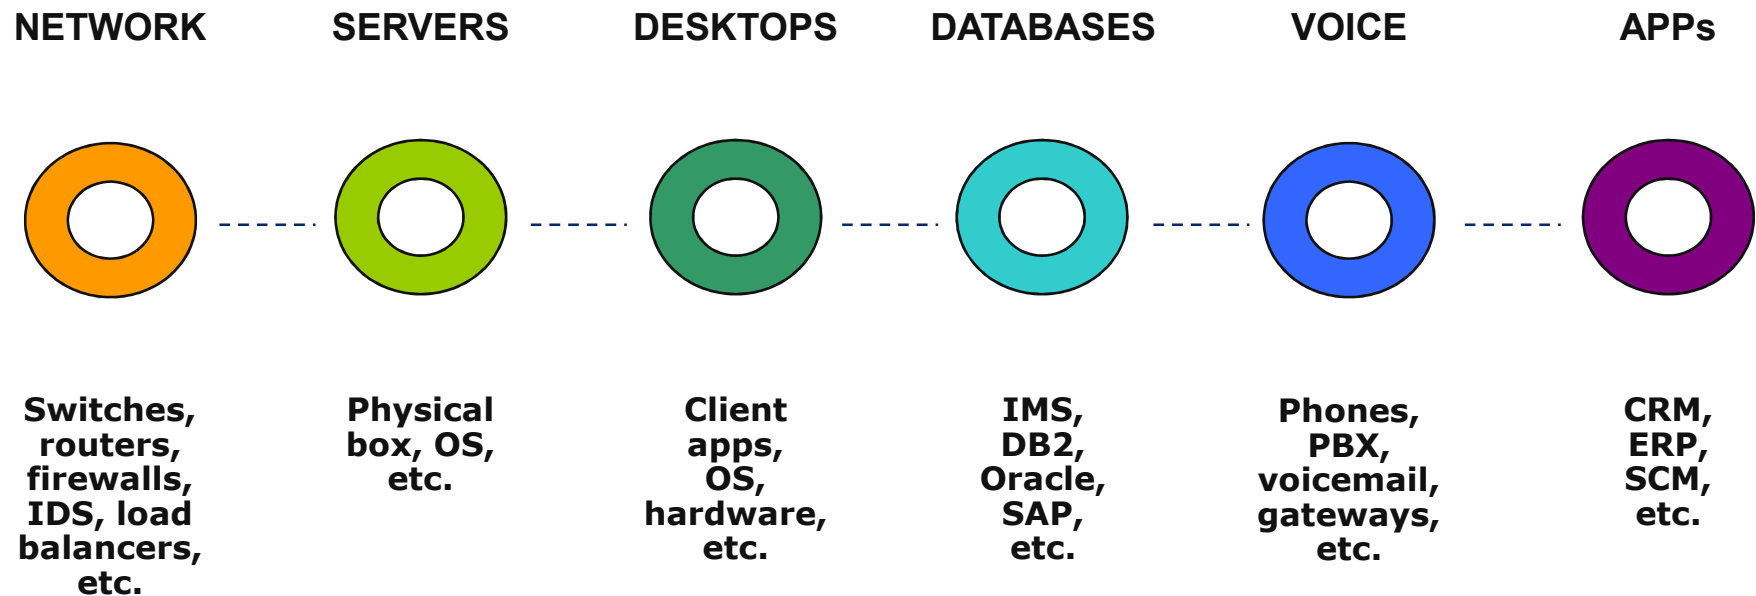 NETWORK
SERVERS
DESKTOPS
DATABASES
VOICE
APPs
Switches,
routers,
firewalls,
IDS, load
balancers,
etc.
Physical
box, OS,
etc.
Client
apps,
OS,
hardware,
etc.
IMS,
DB2,
Oracle,
SAP,
etc.
Phones,
PBX,
voicemail,
gateways,
etc.
CRM,
ERP,
SCM,
etc.